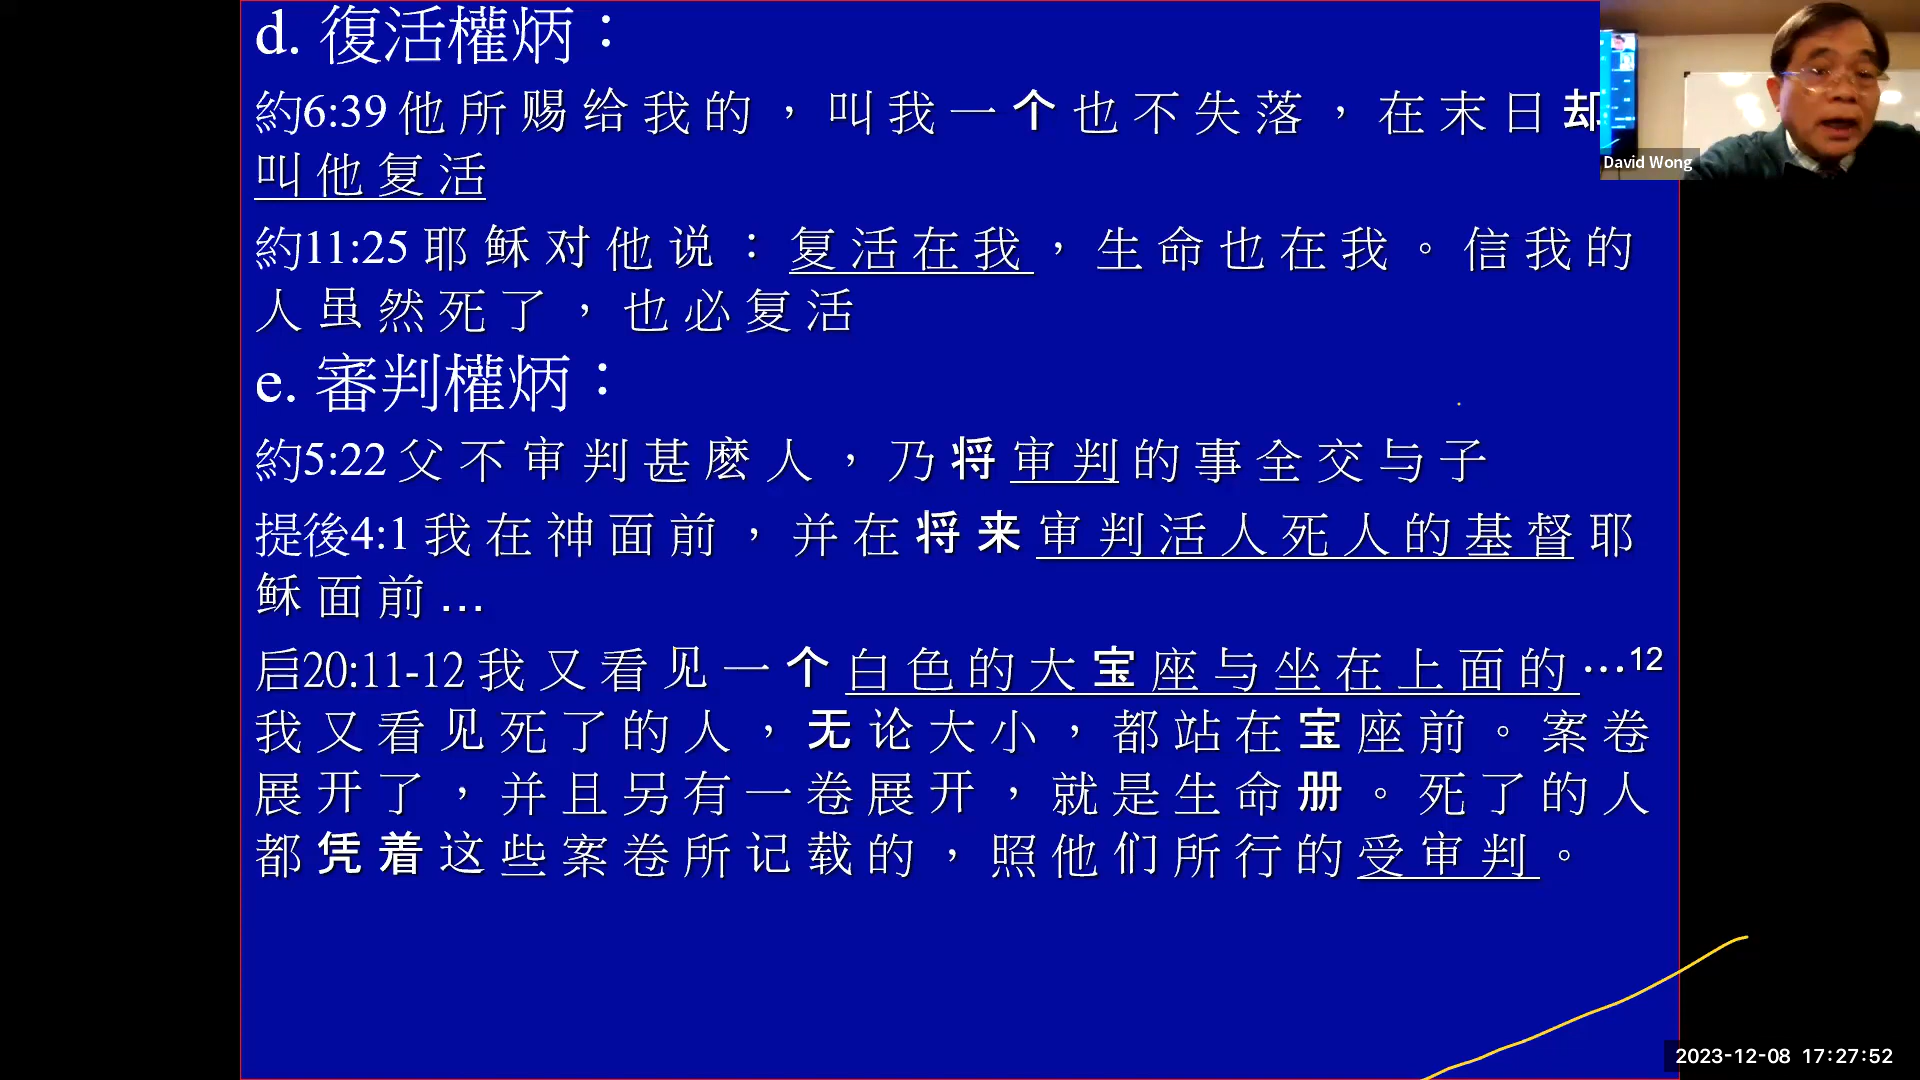 d. 復活權炳：
約6:39 他所赐给我的，叫我一个也不失落，在末日却
叫他复活
約11:25 耶稣对他说：复活在我，生命也在我。信我的
人虽然死了，也必复活
e. 審判權炳：
約5:22 父不审判甚麽人，乃将审判的事全交与子
提後4:1 我在神面前，并在将来审判活人死人的基督耶
稣面前…
启20:11-12 我又看见一个白色的大宝座与坐在上面的…12
我又看见死了的人，无论大小，都站在宝座前。案卷
展开了，并且另有一卷展开，就是生命册。死了的人
都凭着这些案卷所记载的，照他们所行的受审判。
David Wong
2023-12-08 17:27:52